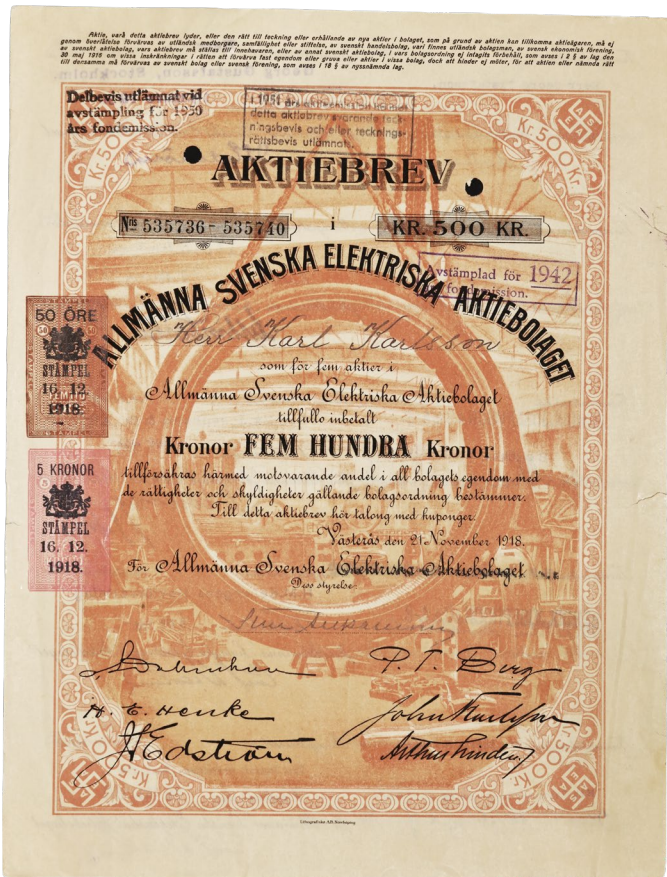 Aktie, varå detta aktiebrev lyder, eller den rätt till teckning eller erhållande av nya aktier i bolaget, som på grund av aktien kan tillkomma aktieägaren, må ej
genom överlåtelse förvärvas av utländsk medborgare, samfällighet eller stiftelse, av svenskt handelsbolag, vari finnes utländsk bolagsman, av svensk ekonomisk förening,
av svenskt aktiebolag, vars aktiebrev må ställas till innehavaren, eller av annat svenskt aktiebolag, i vars bolagsordning ej intagits förbehåll, som avses i 2 § av lag den
30 maj 1916 om vissa inskränkningar i rätten att förvärva fast egendom eller gruva eller aktier i vissa bolag, dock att hinder ej möter, för att aktien eller nämnda rätt
till densamma må förvärvas av svenskt bolag eller svensk förening, som avses i 18 § av nyssnämnda lag.
Delbevis utlämnat vid
avstämpling för 1950
års fondemission.
I 1951 års
detta aktiebrev svarande teck-
ningsbevis och/eller tecknings-
rättsbevis utlämnat.
Kr. 500 Kr.
Kr. 500 Kr.
AKTIEBREV
Nris 535736 - 535740 i KR. 500 KR.
Avstämplad för 1942
fondemission.
ALLMÄNNA SVENSKA ELEKTRISKA AKTIEBOLAGET
50 ÖRE
STÄMPEL
16. 12.
1918.
Herr Karl Karlsson
som för fem aktier i
Allmänna Svenska Elektriska Aktiebolaget
tillfullo inbetalt
Kronor FEM HUNDRA Kronor
tillförsäkras härmed motsvarande andel i all bolagets egendom med
de rättigheter och skyldigheter gällande bolagsordning bestämmer.
Till detta aktiebrev hör talong med kuponger.
Västerås den 21 November 1918.
För Allmänna Svenska Elektriska Aktiebolaget
Dess styrelse:
5 KRONOR
STÄMPEL
16. 12.
1918.
P. T. Berg
H. E. Henke
J. Edström
Arthur Lindén
Kr. 500 Kr.
Kr. 500 Kr.